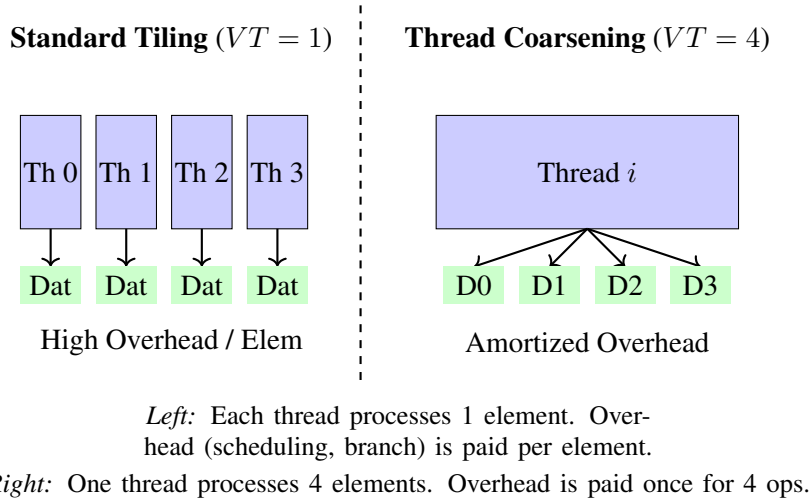 Standard Tiling (VT = 1)
Thread Coarsening (VT = 4)
Th 0 Th 1 Th 2 Th 3
Thread i
Dat Dat Dat Dat
D0 D1 D2 D3
High Overhead / Elem
Amortized Overhead
Left: Each thread processes 1 element. Over-
head (scheduling, branch) is paid per element.
ight: One thread processes 4 elements. Overhead is paid once for 4 ops.